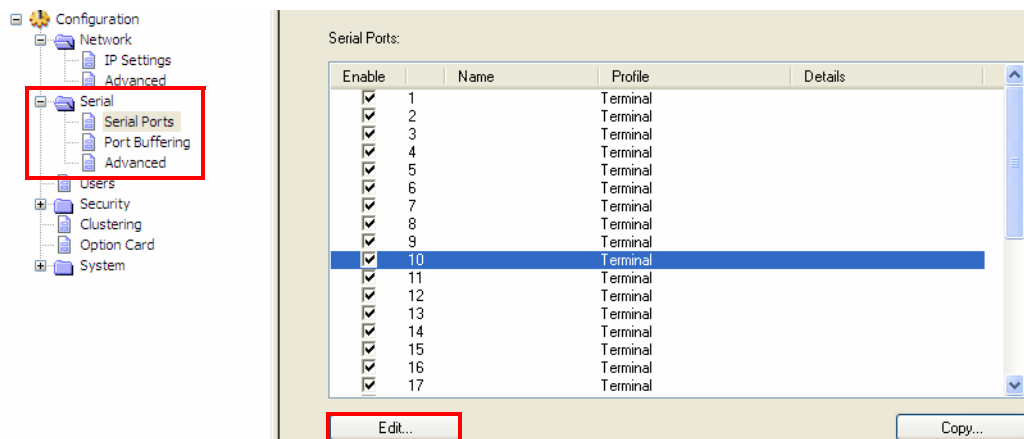 Configuration
Network
IP Settings
Advanced
Serial
Serial Ports
Port Buffering
Advanced
Users
Security
Clustering
Option Card
System
Serial Ports:
Enable Name Profile Details
1 Terminal
2 Terminal
3 Terminal
4 Terminal
5 Terminal
6 Terminal
7 Terminal
8 Terminal
9 Terminal
10 Terminal
11 Terminal
12 Terminal
13 Terminal
14 Terminal
15 Terminal
16 Terminal
17 Terminal
Edit... Copy...